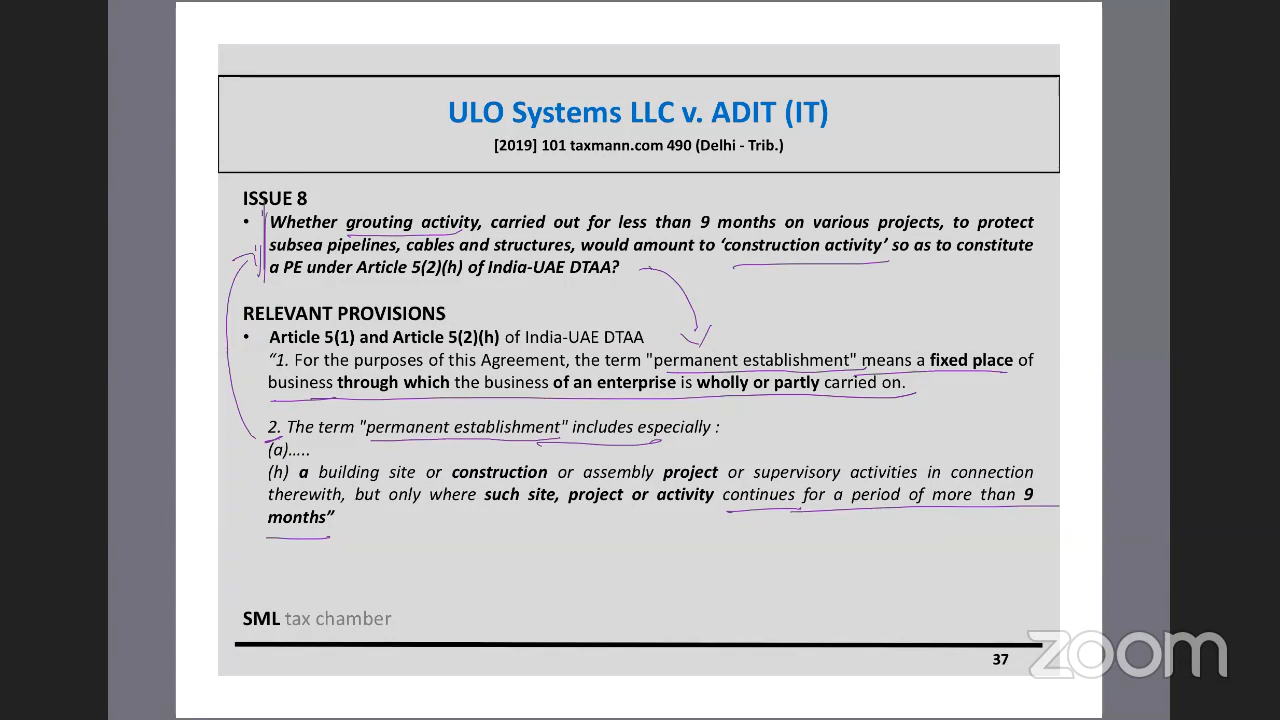 ULO Systems LLC v. ADIT (IT)
[2019] 101 taxmann.com 490 (Delhi - Trib.)
ISSUE 8
• Whether grouting activity, carried out for less than 9 months on various projects, to protect
subsea pipelines, cables and structures, would amount to ‘construction activity’ so as to constitute
a PE under Article 5(2)(h) of India-UAE DTAA?
RELEVANT PROVISIONS
• Article 5(1) and Article 5(2)(h) of India-UAE DTAA
“1. For the purposes of this Agreement, the term "permanent establishment" means a fixed place of
business through which the business of an enterprise is wholly or partly carried on.
2. The term "permanent establishment" includes especially :
(a)…..
(h) a building site or construction or assembly project or supervisory activities in connection
therewith, but only where such site, project or activity continues for a period of more than 9
months”
SML tax chamber
37
zoom